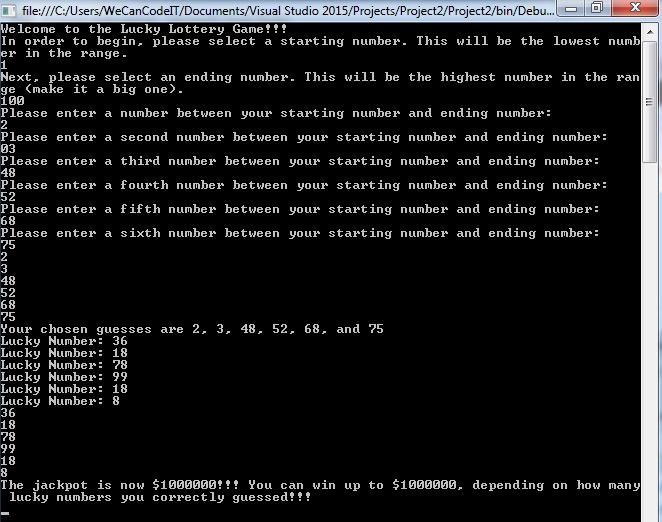 file:///C:/Users/WeCanCodeIT/Documents/Visual Studio 2015/Projects/Project2/Project2/bin/Debu...
Welcome to the Lucky Lottery Game!!!
In order to begin, please select a starting number. This will be the lowest numb
er in the range.
1
Next, please select an ending number. This will be the highest number in the ran
ge (make it a big one).
100
Please enter a number between your starting number and ending number:
2
Please enter a second number between your starting number and ending number:
03
Please enter a third number between your starting number and ending number:
48
Please enter a fourth number between your starting number and ending number:
52
Please enter a fifth number between your starting number and ending number:
68
Please enter a sixth number between your starting number and ending number:
75
2
3
48
52
68
75
Your chosen guesses are 2, 3, 48, 52, 68, and 75
Lucky Number: 36
Lucky Number: 18
Lucky Number: 78
Lucky Number: 99
Lucky Number: 18
Lucky Number: 8
36
18
78
99
18
8
The jackpot is now $1000000!!! You can win up to $1000000, depending on how many
 lucky numbers you correctly guessed!!!